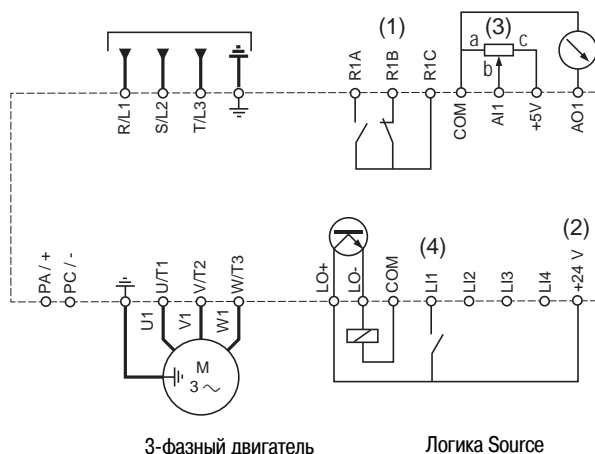 (1)
(3)
a
c
b
R/L1
S/L2
T/L3
R1A
R1B
R1C
COM
AI1
+5V
AO1
PA / +
PC / -
U/T1
V/T2
W/T3
LO+
LO-
COM
(4)
LI1
LI2
LI3
LI4
(2)
+24 V
U1
V1
W1
M
3 ~
3-фазный двигатель
Логика Source